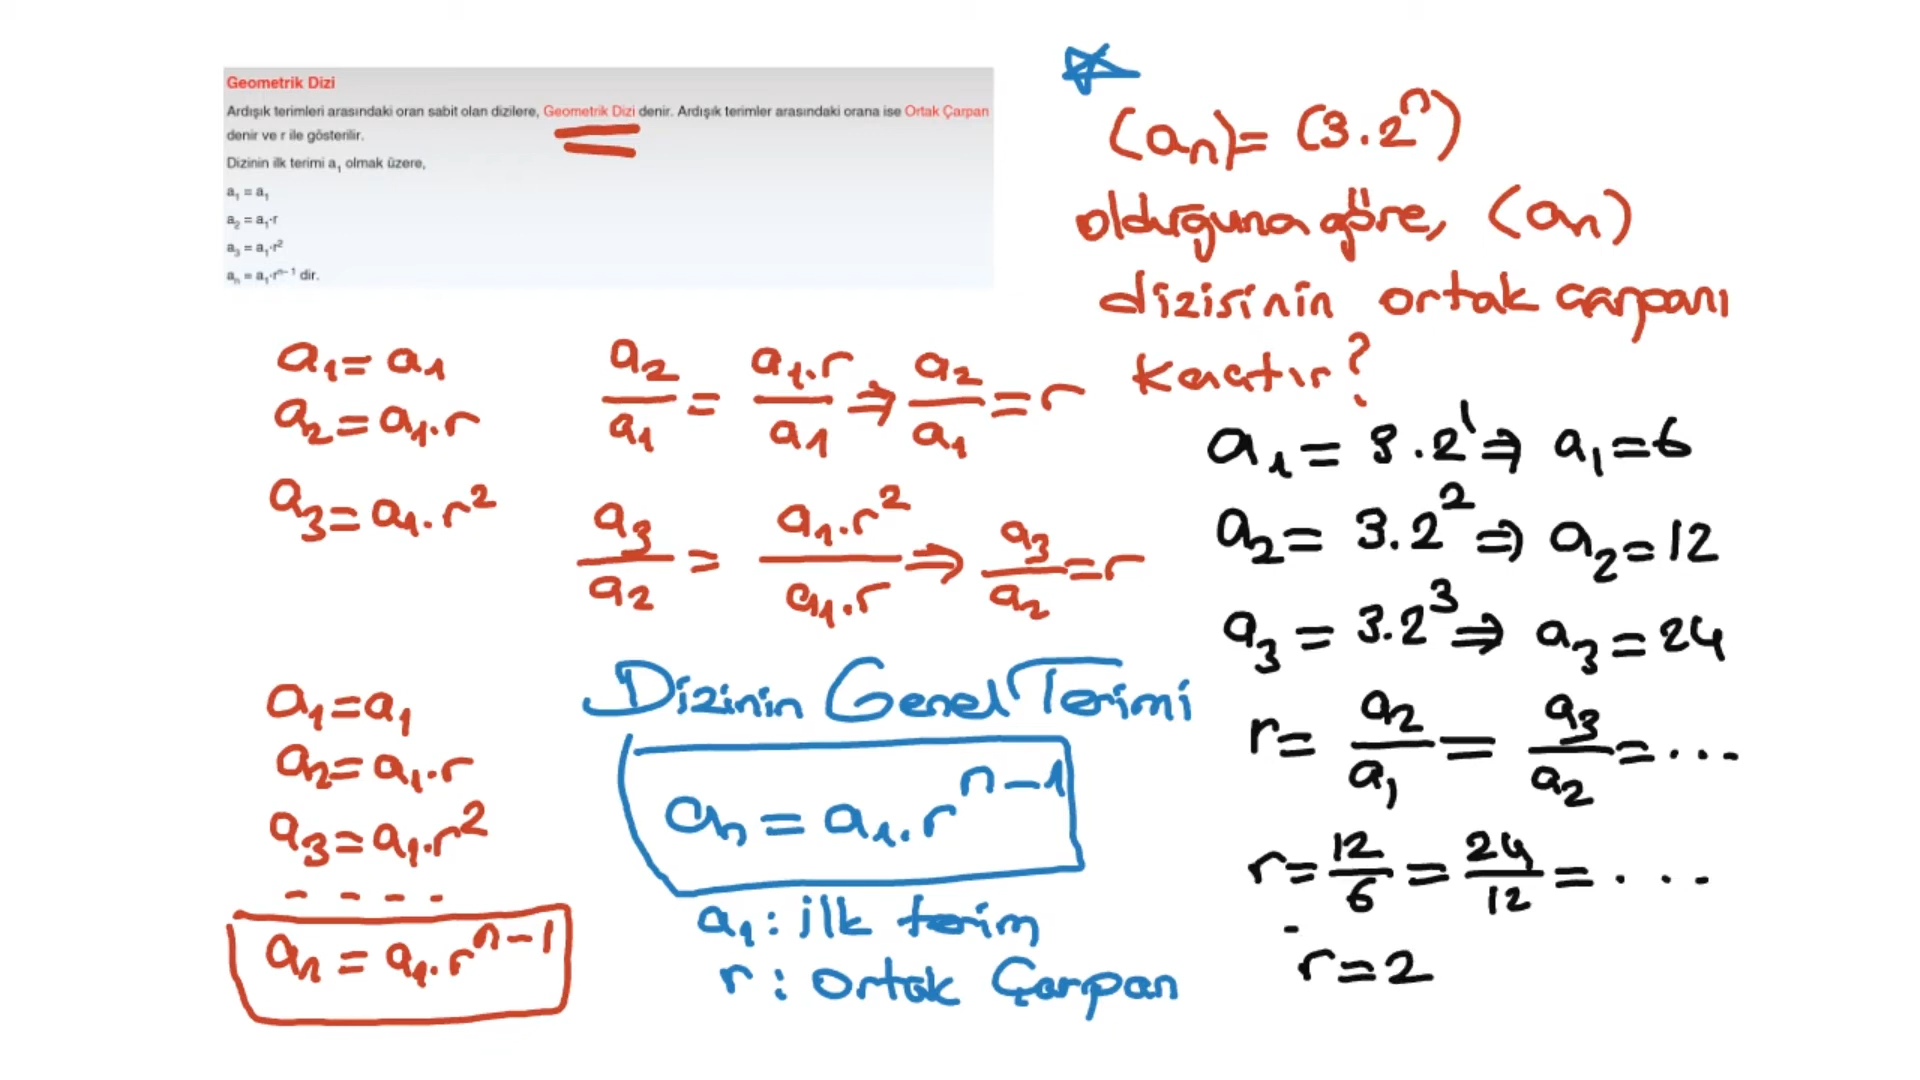 Geometrik Dizi
Ardışık terimleri arasındaki oran sabit olan dizilere, Geometrik Dizi denir. Ardışık terimler arasındaki orana ise Ortak Çarpan
denir ve r ile gösterilir.
Dizinin ilk terimi a₁ olmak üzere,
a₁ = a₁
a₂ = a₁·r
a₃ = a₁·r²
aₙ = a₁·rⁿ⁻¹ dir.
a₁ = a₁
a₂ = a₁.r
a₃ = a₁.r²
a₂/a₁ = a₁.r/a₁ ⇒ a₂/a₁ = r
a₃/a₂ = a₁.r²/a₁.r ⇒ a₃/a₂ = r
a₁ = a₁
a₂ = a₁.r
a₃ = a₁.r²
- - - -
aₙ = a₁.rⁿ⁻¹
Dizinin Genel Terimi
aₙ = a₁.rⁿ⁻¹
a₁ : ilk terim
r : Ortak Çarpan
(aₙ) = (3.2ⁿ)
olduğuna göre, (aₙ)
dizisinin ortak çarpanı
kaçtır?
a₁ = 3.2¹ ⇒ a₁ = 6
a₂ = 3.2² ⇒ a₂ = 12
a₃ = 3.2³ ⇒ a₃ = 24
r = a₂/a₁ = a₃/a₂ = ...
r = 12/6 = 24/12 = ...
r = 2